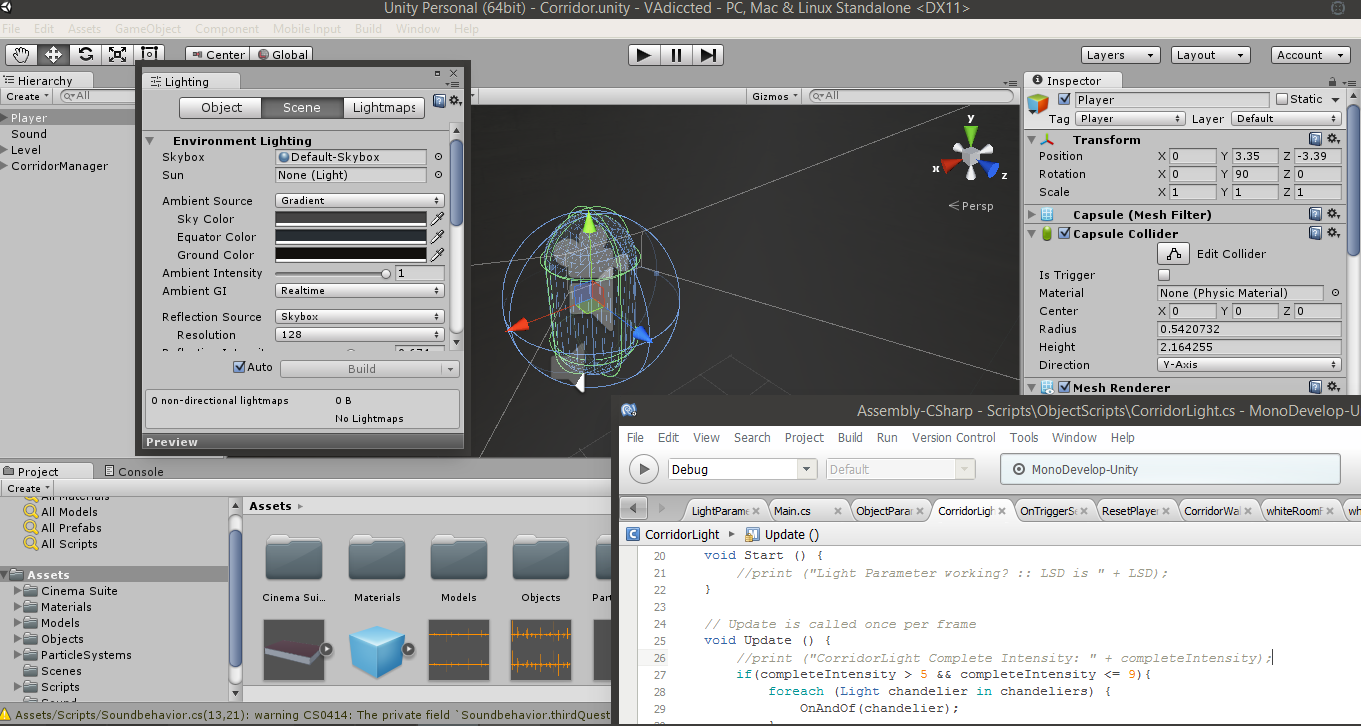 Unity Personal (64bit) - Corridor.unity - VAdiccted - PC, Mac & Linux Standalone <DX11>
File Edit Assets GameObject Component Mobile Input Build Window Help
Center Global
Layers Layout Account
Hierarchy
Create All
Player
Sound
Level
CorridorManager
Lighting
Object Scene Lightmaps
Environment Lighting
Skybox Default-Skybox
Sun None (Light)
Ambient Source Gradient
Sky Color
Equator Color
Ground Color
Ambient Intensity 1
Ambient GI Realtime
Reflection Source Skybox
Resolution 128
Auto Build
0 non-directional lightmaps 0 B
No Lightmaps
Preview
Gizmos All
y
x
z
Persp
Inspector
Player Static
Tag Player Layer Default
Transform
Position X 0 Y 3.35 Z -3.39
Rotation X 0 Y 90 Z 0
Scale X 1 Y 1 Z 1
Capsule (Mesh Filter)
Capsule Collider
Edit Collider
Is Trigger
Material None (Physic Material)
Center X 0 Y 0 Z 0
Radius 0.5420732
Height 2.164255
Direction Y-Axis
Mesh Renderer
Project Console
Create
All Materials
All Models
All Prefabs
All Scripts
Assets
Cinema Suite
Materials
Models
Objects
ParticleSystems
Scenes
Scripts
Sound
Assets
Cinema Sui... Materials Models Objects Part
Assets/Scripts/Soundbehavior.cs(13,21): warning CS0414: The private field `Soundbehavior.thirdQuest
Assembly-CSharp - Scripts\ObjectScripts\CorridorLight.cs - MonoDevelop-U
File Edit View Search Project Build Run Version Control Tools Window Help
Debug Default MonoDevelop-Unity
LightParame Main.cs ObjectParar CorridorLigh OnTriggerSc ResetPlayer CorridorWal whiteRoomF wh
CorridorLight Update ()
20 void Start () {
21 //print ("Light Parameter working? :: LSD is " + LSD);
22 }
23
24 // Update is called once per frame
25 void Update () {
26 //print ("CorridorLight Complete Intensity: " + completeIntensity);
27 if(completeIntensity > 5 && completeIntensity <= 9){
28 foreach (Light chandelier in chandeliers) {
28 OnAndOf(chandelier);
29 }